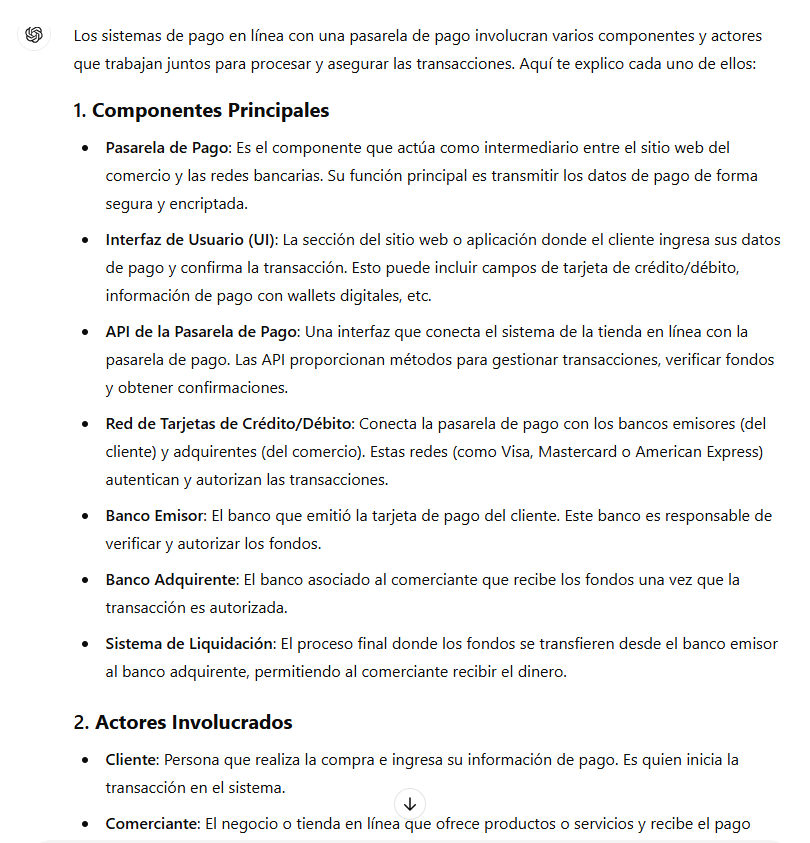 Los sistemas de pago en línea con una pasarela de pago involucran varios componentes y actores
que trabajan juntos para procesar y asegurar las transacciones. Aquí te explico cada uno de ellos:
1. Componentes Principales
• Pasarela de Pago: Es el componente que actúa como intermediario entre el sitio web del
comercio y las redes bancarias. Su función principal es transmitir los datos de pago de forma
segura y encriptada.
• Interfaz de Usuario (UI): La sección del sitio web o aplicación donde el cliente ingresa sus datos
de pago y confirma la transacción. Esto puede incluir campos de tarjeta de crédito/débito,
información de pago con wallets digitales, etc.
• API de la Pasarela de Pago: Una interfaz que conecta el sistema de la tienda en línea con la
pasarela de pago. Las API proporcionan métodos para gestionar transacciones, verificar fondos
y obtener confirmaciones.
• Red de Tarjetas de Crédito/Débito: Conecta la pasarela de pago con los bancos emisores (del
cliente) y adquirentes (del comercio). Estas redes (como Visa, Mastercard o American Express)
autentican y autorizan las transacciones.
• Banco Emisor: El banco que emitió la tarjeta de pago del cliente. Este banco es responsable de
verificar y autorizar los fondos.
• Banco Adquirente: El banco asociado al comerciante que recibe los fondos una vez que la
transacción es autorizada.
• Sistema de Liquidación: El proceso final donde los fondos se transfieren desde el banco emisor
al banco adquirente, permitiendo al comerciante recibir el dinero.
2. Actores Involucrados
• Cliente: Persona que realiza la compra e ingresa su información de pago. Es quien inicia la
transacción en el sistema.
• Comerciante: El negocio o tienda en línea que ofrece productos o servicios y recibe el pago